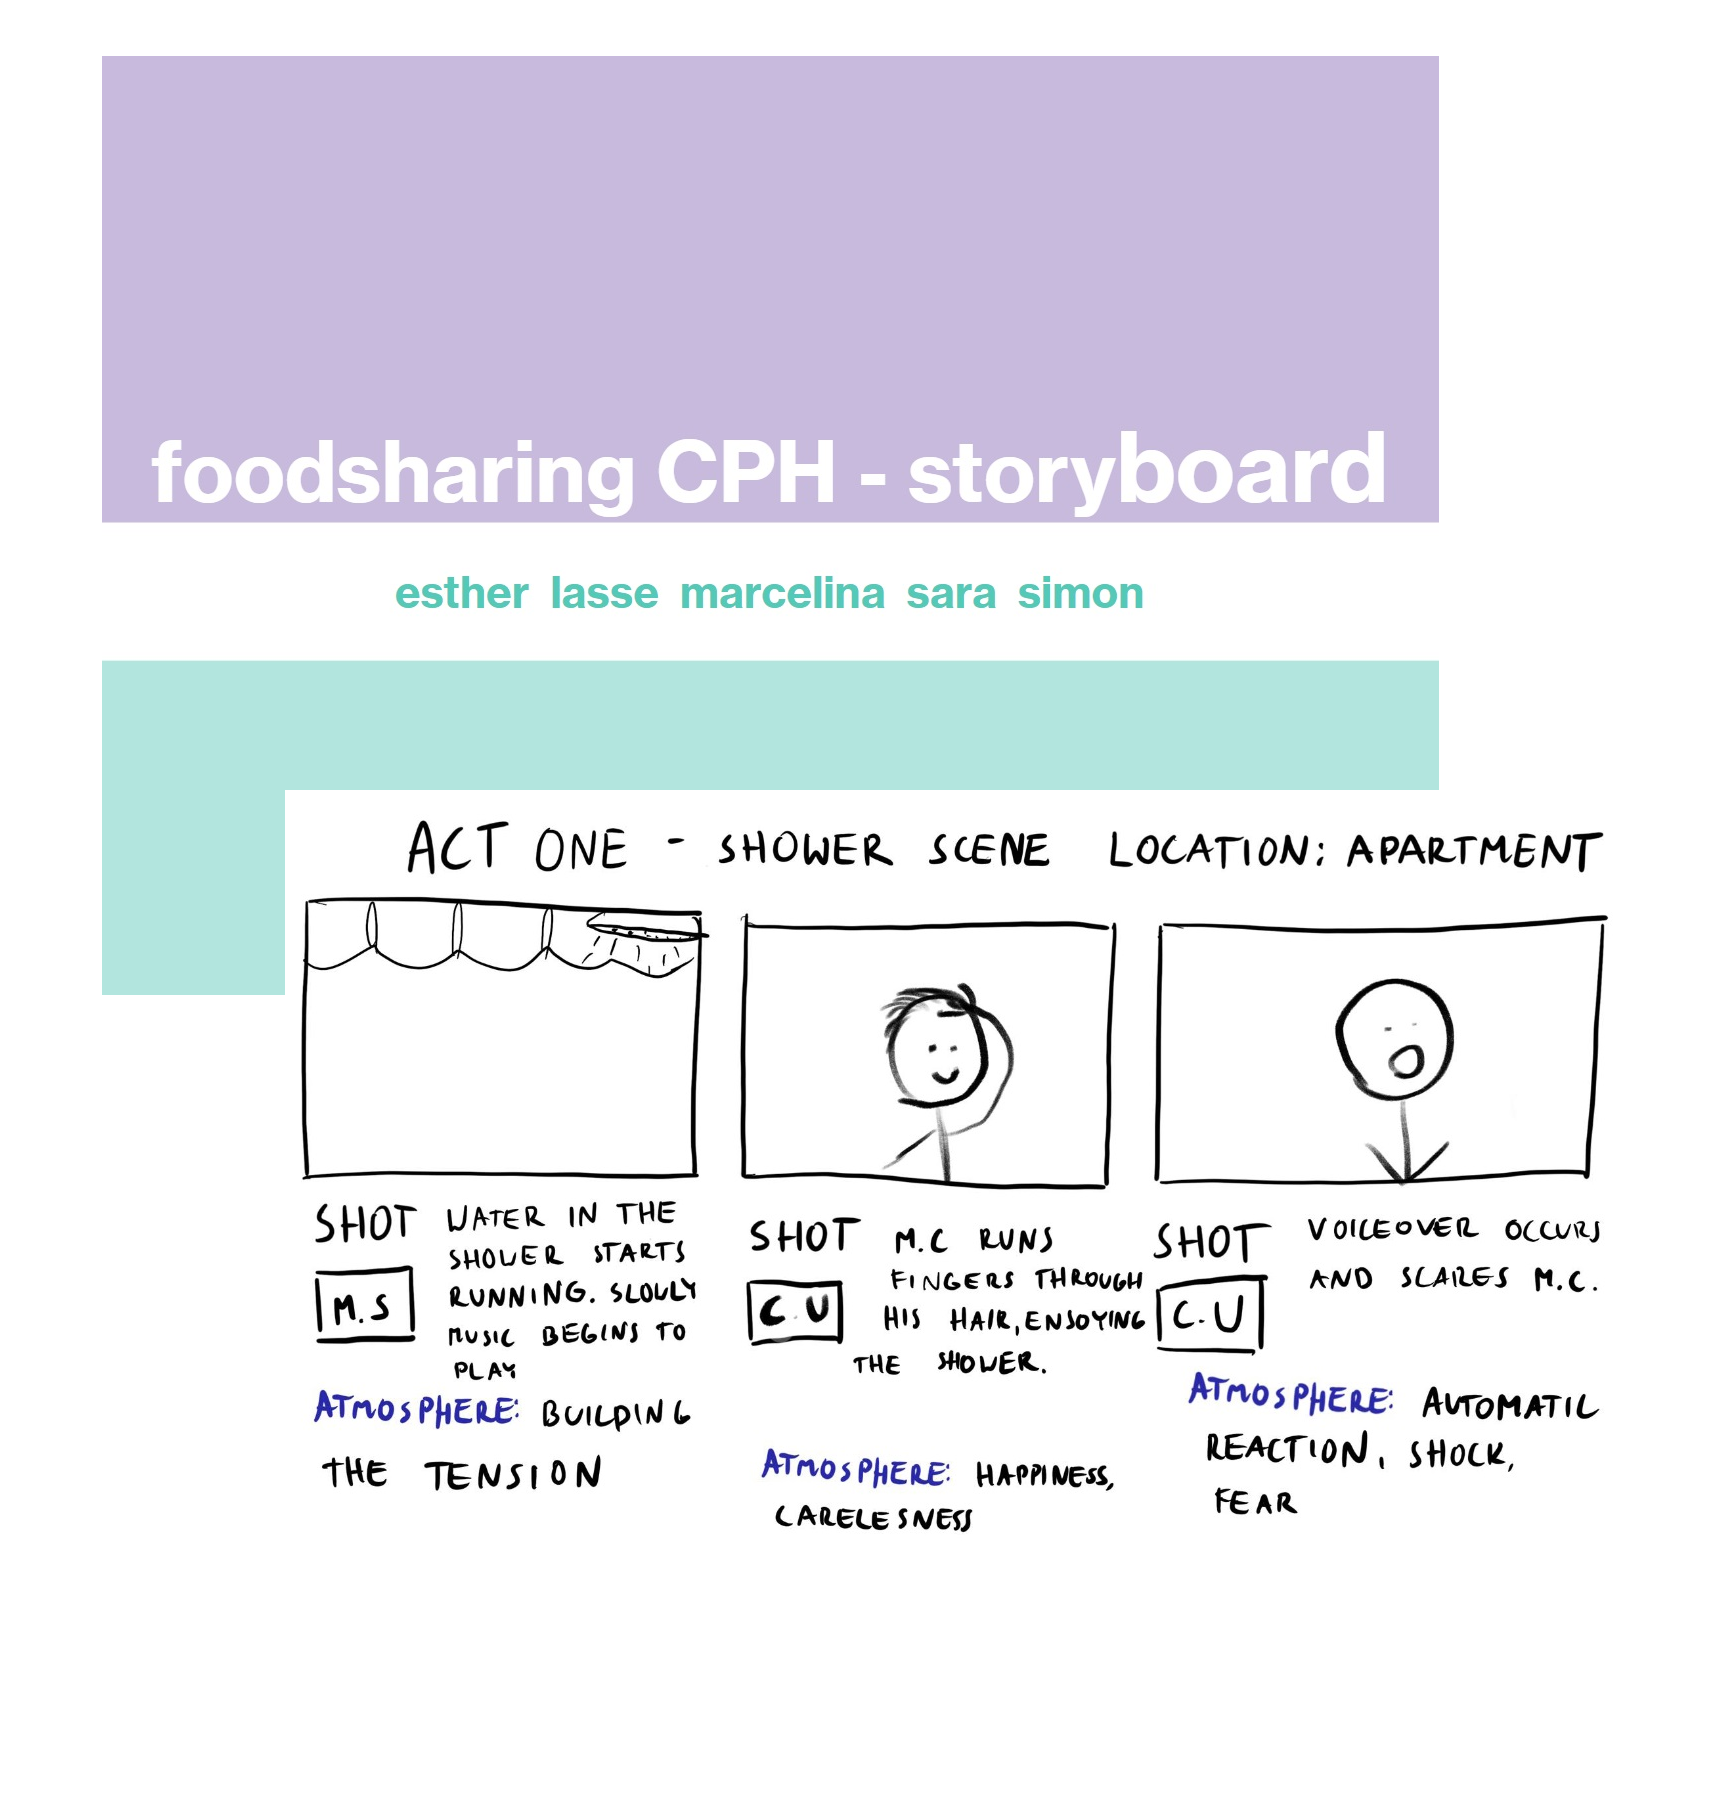 foodsharing CPH - storyboard
esther lasse marcelina sara simon
ACT ONE - SHOWER SCENE LOCATION: APARTMENT
SHOT
M.S
WATER IN THE
SHOWER STARTS
RUNNING. SLOWLY
MUSIC BEGINS TO
PLAY
ATMOSPHERE: BUILDING
THE TENSION
SHOT
C.U
M.C RUNS
FINGERS THROUGH
HIS HAIR, ENJOYING
THE SHOWER.
ATMOSPHERE: HAPPINESS,
CARELESNESS
SHOT
C.U
VOICEOVER OCCURS
AND SCARES M.C.
ATMOSPHERE: AUTOMATIC
REACTION, SHOCK,
FEAR